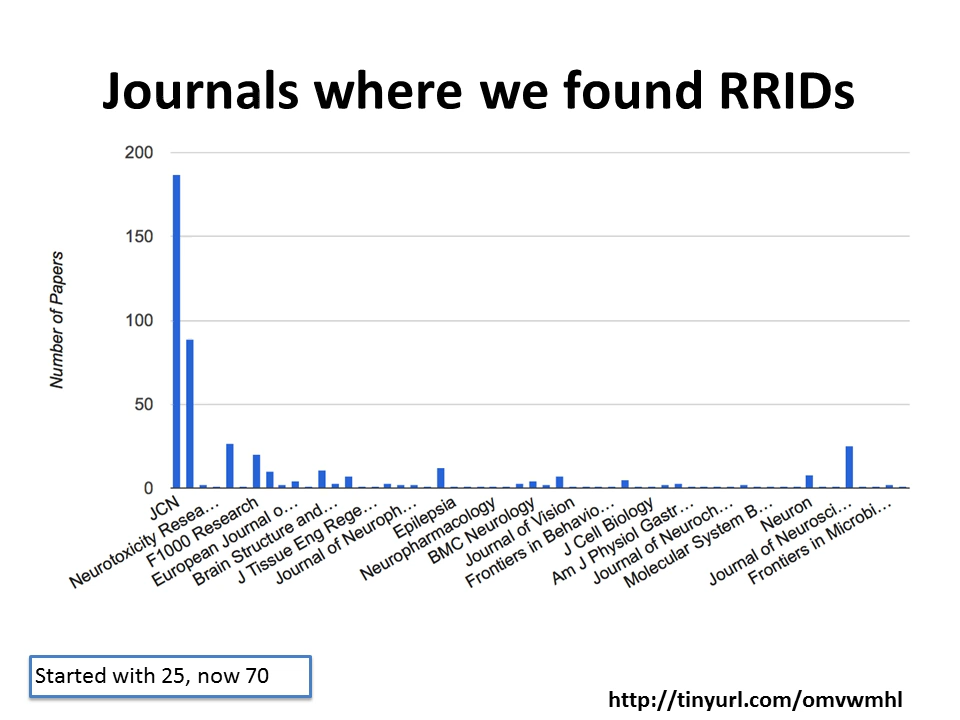 Journals where we found RRIDs
200
150
100
50
0
Number of Papers
JCN
Neurotoxicity Resea…
F1000 Research
European Journal o…
Brain Structure and…
J Tissue Eng Rege…
Journal of Neuroph…
Epilepsia
Neuropharmacology
BMC Neurology
Journal of Vision
Frontiers in Behavio…
J Cell Biology
Am J Physiol Gastr…
Journal of Neuroch…
Molecular System B…
Neuron
Journal of Neurosci…
Frontiers in Microbi…
Started with 25, now 70
http://tinyurl.com/omvwmhl